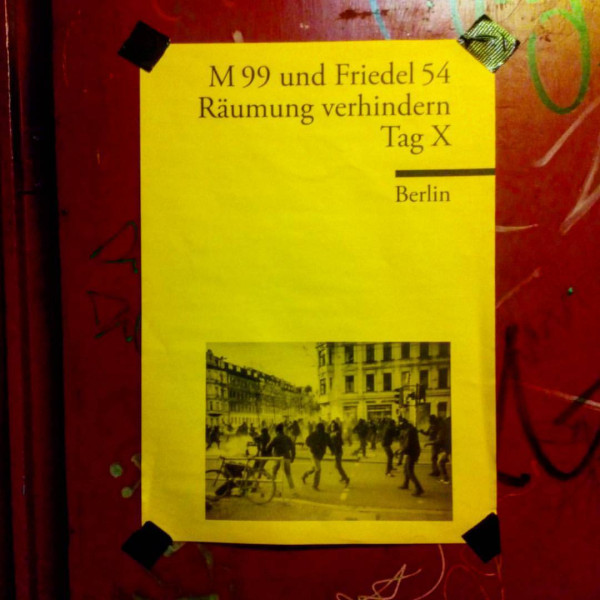 M 99 und Friedel 54
Räumung verhindern
Tag X
Berlin